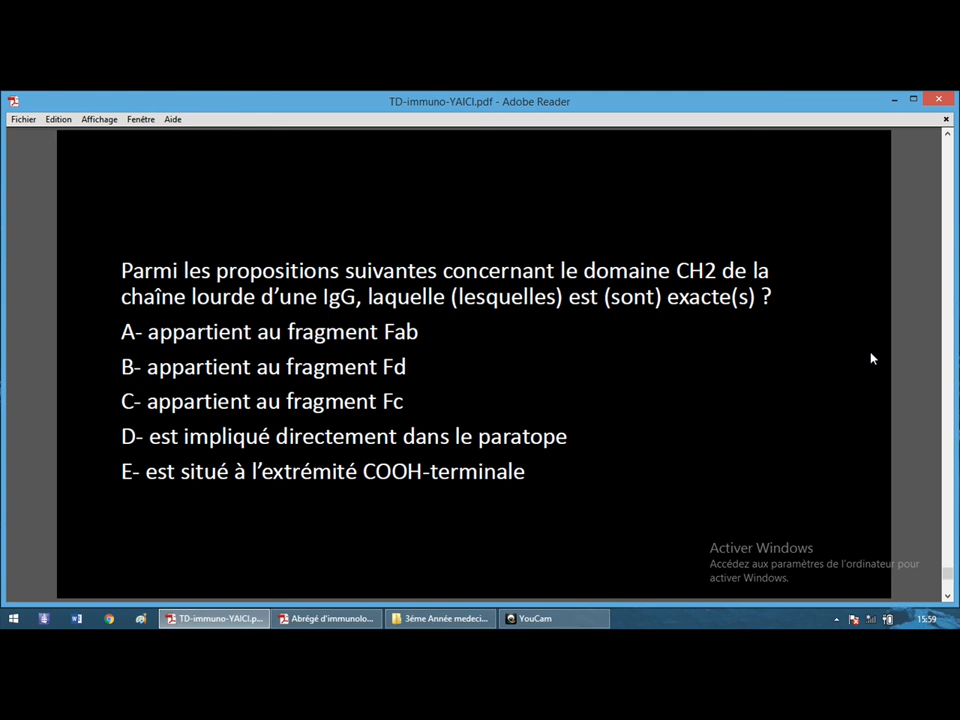 TD-immuno-YAICI.pdf - Adobe Reader
Fichier Edition Affichage Fenêtre Aide
Parmi les propositions suivantes concernant le domaine CH2 de la
chaîne lourde d’une IgG, laquelle (lesquelles) est (sont) exacte(s) ?
A- appartient au fragment Fab
B- appartient au fragment Fd
C- appartient au fragment Fc
D- est impliqué directement dans le paratope
E- est situé à l’extrémité COOH-terminale
Activer Windows
Accédez aux paramètres de l'ordinateur pour
activer Windows.
TD-immuno-YAICI.p... Abrégé d'immunolo... 3éme Année medeci... YouCam 15:59